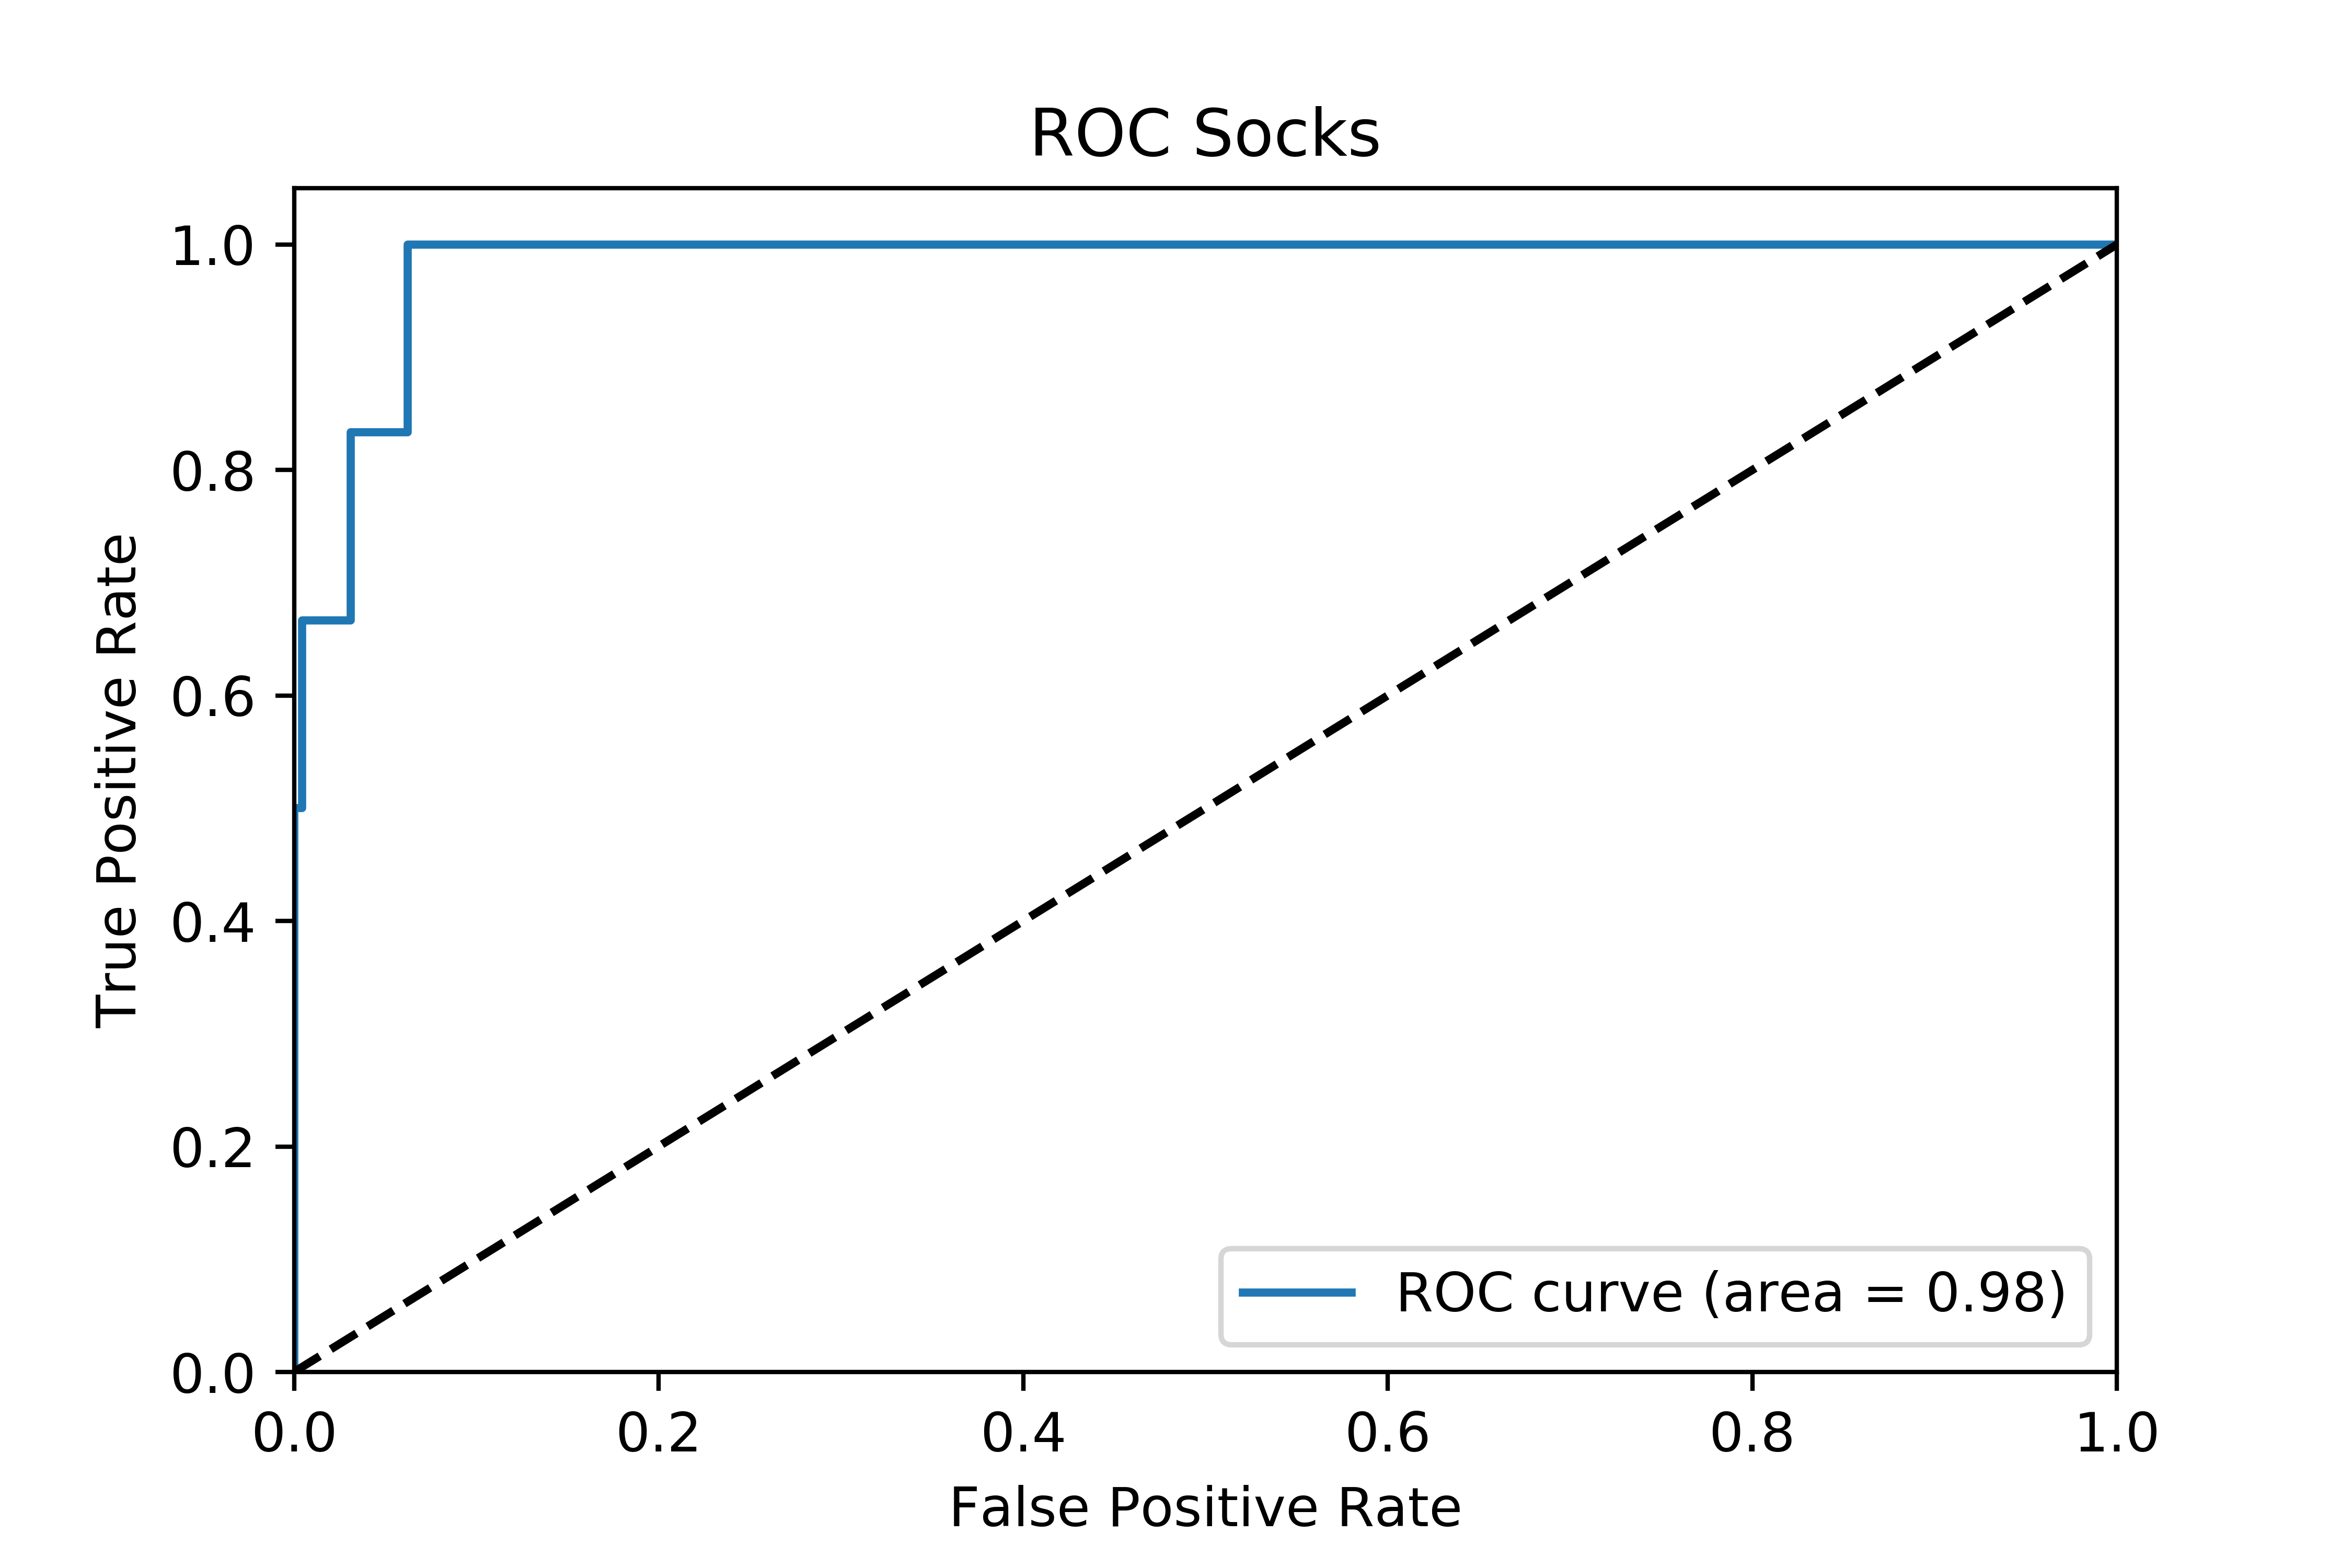 ROC Socks
1.0
0.8
0.6
0.4
0.2
0.0
True Positive Rate
ROC curve (area = 0.98)
0.0 0.2 0.4 0.6 0.8 1.0
False Positive Rate